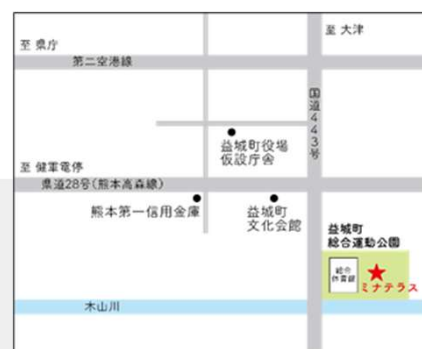 至 大津
至 県庁
第二空港線
国道443号
益城町役場
仮設庁舎
至 健軍電停
県道28号(熊本高森線)
熊本第一信用金庫
益城町
文化会館
益城町
総合運動公園
総合
体育館
ミナテラス
木山川